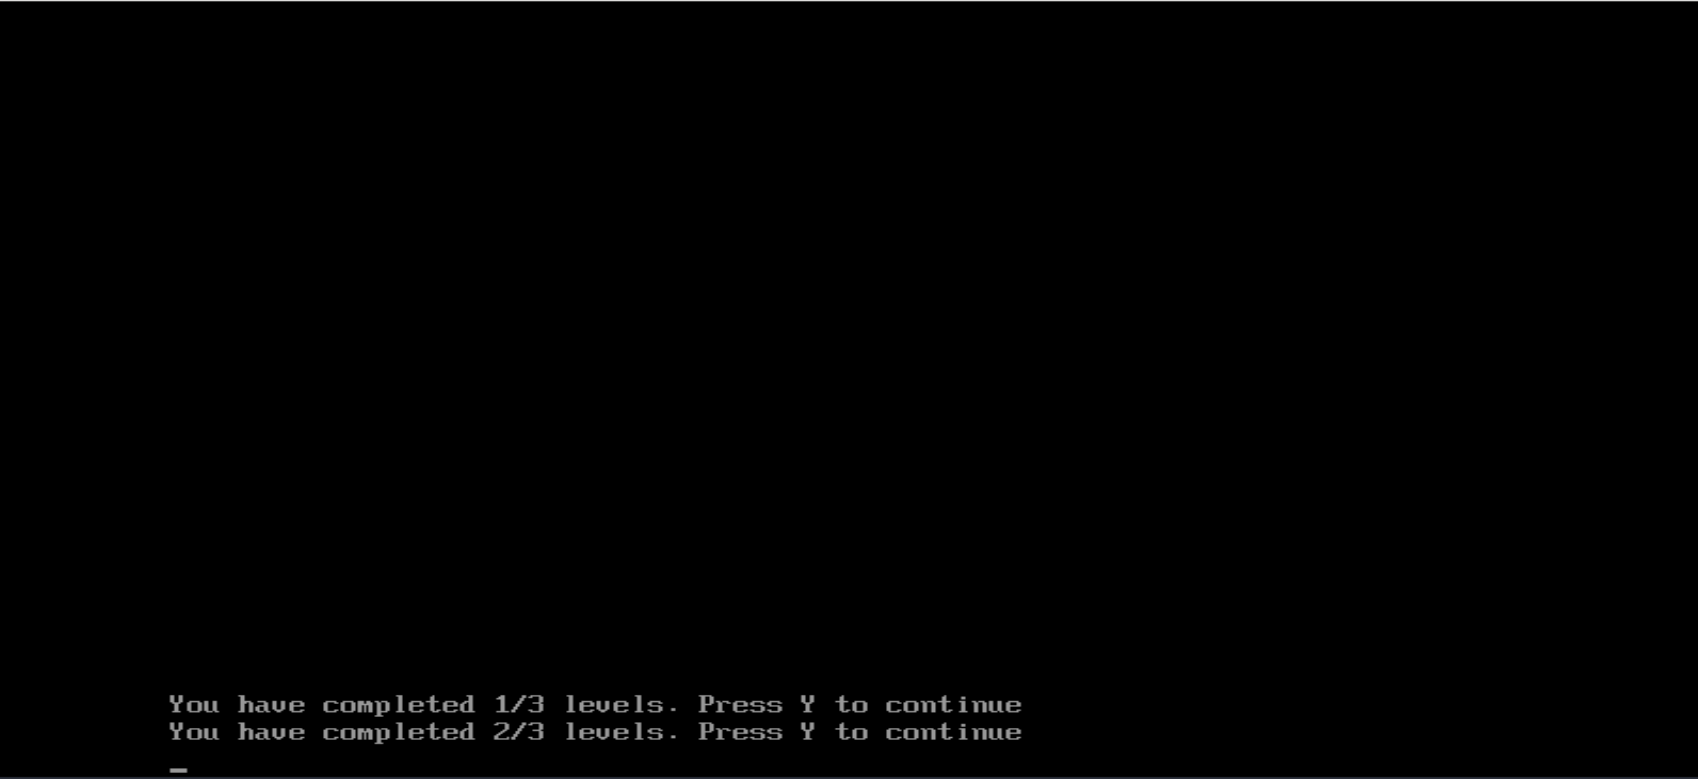 You have completed 1/3 levels. Press Y to continue
You have completed 2/3 levels. Press Y to continue